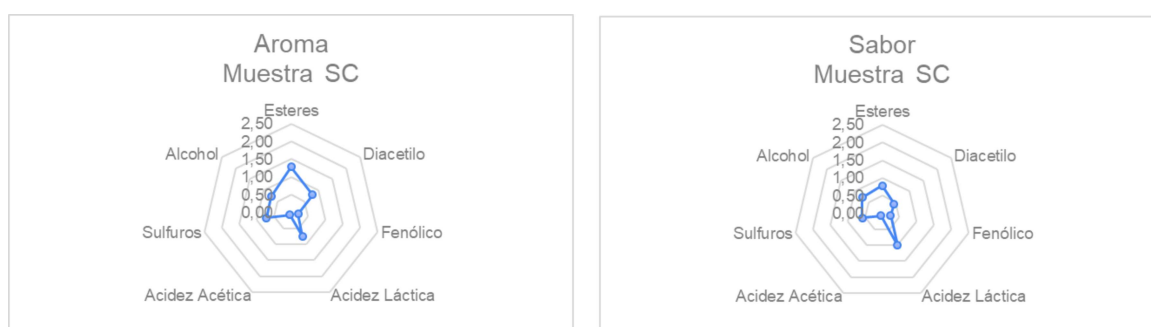 Aroma
Muestra SC
Esteres
2,50
2,00
1,50
1,00
0,50
0,00
Diacetilo
Fenólico
Acidez Láctica
Acidez Acética
Sulfuros
Alcohol
Sabor
Muestra SC
Esteres
2,50
2,00
1,50
1,00
0,50
0,00
Diacetilo
Fenólico
Acidez Láctica
Acidez Acética
Sulfuros
Alcohol